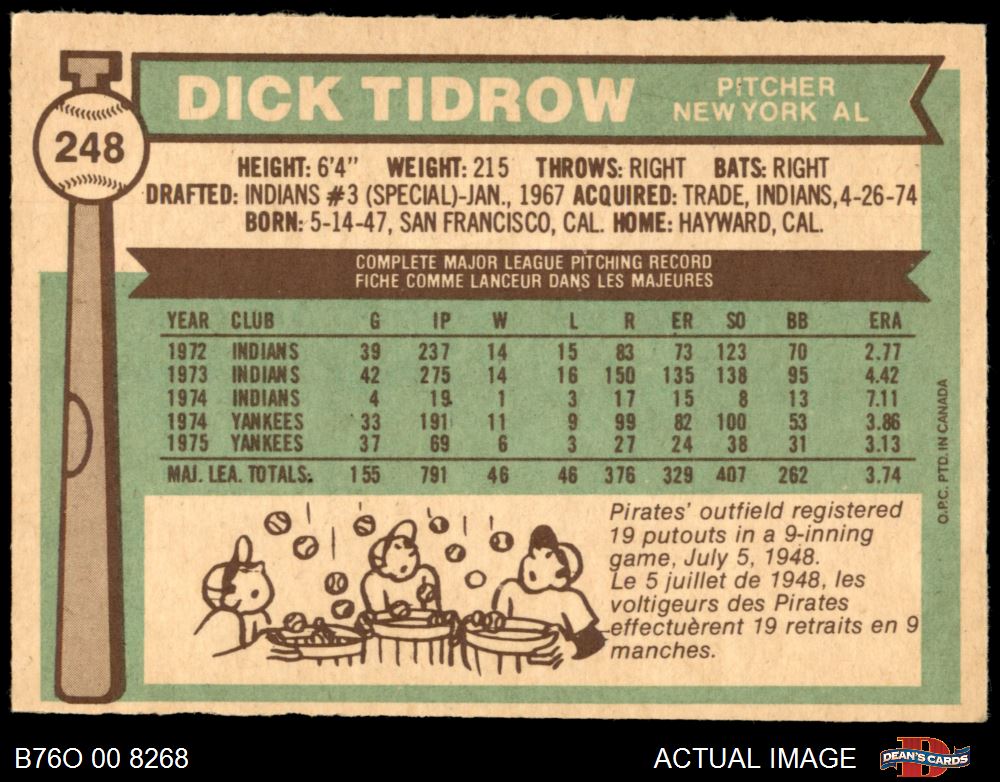 DICK TIDROW
PITCHER
NEW YORK AL
248
HEIGHT: 6'4" WEIGHT: 215 THROWS: RIGHT BATS: RIGHT
DRAFTED: INDIANS #3 (SPECIAL)-JAN., 1967 ACQUIRED: TRADE, INDIANS, 4-26-74
BORN: 5-14-47, SAN FRANCISCO, CAL. HOME: HAYWARD, CAL.
COMPLETE MAJOR LEAGUE PITCHING RECORD
FICHE COMME LANCEUR DANS LES MAJEURES
YEAR CLUB G IP W L R ER SO BB ERA
1972 INDIANS 39 237 14 15 83 73 123 70 2.77
1973 INDIANS 42 275 14 16 150 135 138 95 4.42
1974 INDIANS 4 19 1 3 17 15 8 13 7.11
1974 YANKEES 33 191 11 9 99 82 100 53 3.86
1975 YANKEES 37 69 6 3 27 24 38 31 3.13
MAJ. LEA. TOTALS: 155 791 46 46 376 329 407 262 3.74
Pirates' outfield registered
19 putouts in a 9-inning
game, July 5, 1948.
Le 5 juillet de 1948, les
voltigeurs des Pirates
effectuèrent 19 retraits en 9
manches.
O.P.C. PTD. IN CANADA
B76O 00 8268
ACTUAL IMAGE
DEAN'S CARDS